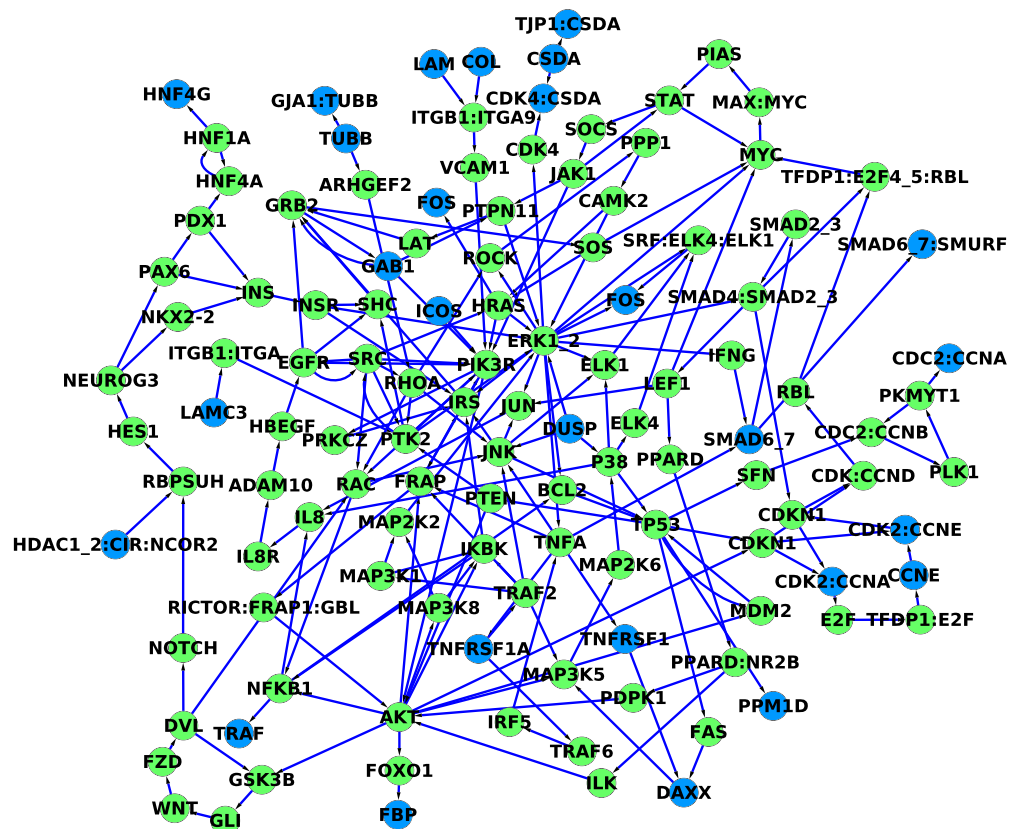 TJP1:CSDA
PIAS
LAM
COL
CSDA
HNF4G
GJA1:TUBB
CDK4:CSDA
STAT
MAX:MYC
ITGB1:ITGA9
SOCS
HNF1A
TUBB
CDK4
PPP1
MYC
VCAM1
JAK1
TFDP1:E2F4_5:RBL
HNF4A
ARHGEF2
FOS
CAMK2
GRB2
PTPN11
PDX1
SMAD2_3
LAT
SOS
SRF:ELK4:ELK1
SMAD6_7:SMURF
GAB1
ROCK
PAX6
INS
INSR
SHC
ICOS
HRAS
FOS
SMAD4:SMAD2_3
NKX2-2
ERK1_2
ITGB1:ITGA
EGFR
SRC
PIK3R
ELK1
IFNG
CDC2:CCNA
NEUROG3
RHOA
LEF1
RBL
PKMYT1
LAMC3
IRS
JUN
HES1
HBEGF
PRKCZ
PTK2
DUSP
ELK4
SMAD6_7
CDC2:CCNB
JNK
P38
PPARD
SFN
CDK:CCND
PLK1
RBPSUH
ADAM10
RAC
FRAP
PTEN
BCL2
IL8
MAP2K2
TP53
CDKN1
CDK2:CCNE
HDAC1_2:CIR:NCOR2
IL8R
IKBK
TNFA
CDKN1
MAP3K1
MAP2K6
CDK2:CCNA
CCNE
RICTOR:FRAP1:GBL
MAP3K8
TRAF2
MDM2
E2F
TFDP1:E2F
NOTCH
TNFRSF1A
TNFRSF1
PPARD:NR2B
NFKB1
MAP3K5
PDPK1
PPM1D
DVL
TRAF
AKT
IRF5
FAS
FZD
TRAF6
GSK3B
FOXO1
ILK
DAXX
WNT
GLI
FBP